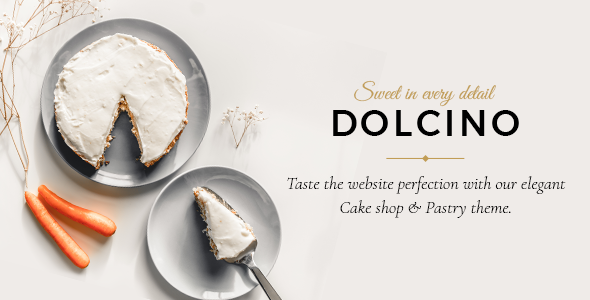 Sweet in every detail
DOLCINO
Taste the website perfection with our elegant
Cake shop & Pastry theme.